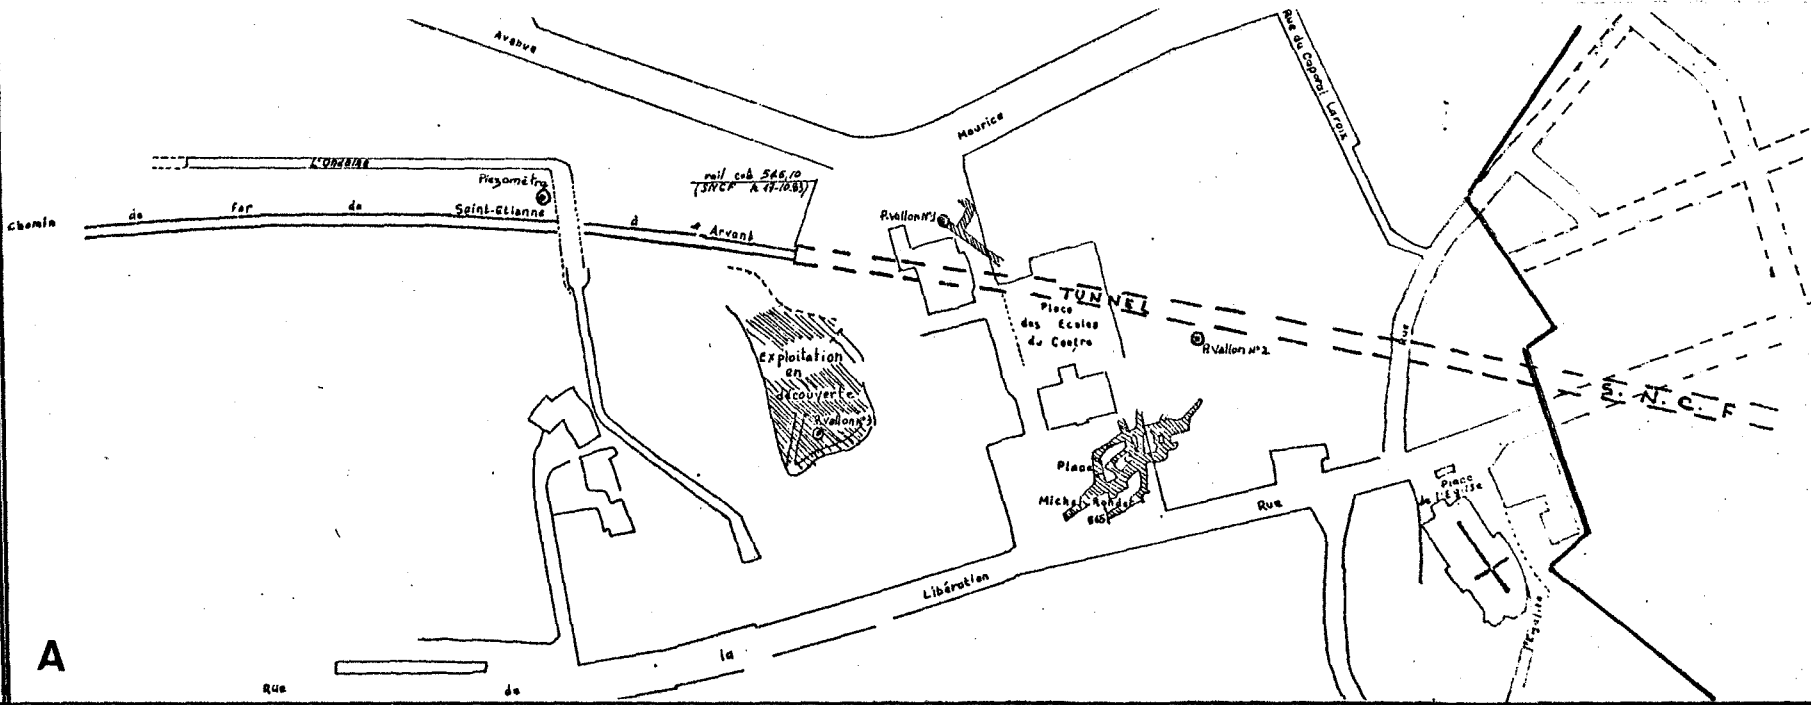 Avenue
Maurice
Rue du Caporal Laroix
L'Ondaine
Piezomètre
rail coté 546,10
(SNCF le 17-10.83)
P.Vallon N°1
Chemin de fer de Saint-Etienne à Arvant
TUNNEL
Place
des Ecoles
du Centre
P.Vallon N°2
Rue
S. N. C. F
Exploitation
en
découverte
P.Vallon N°3
Place
Michel Rondet
Place
de l'Eglise
Rue
Libération
la
A
Rue de